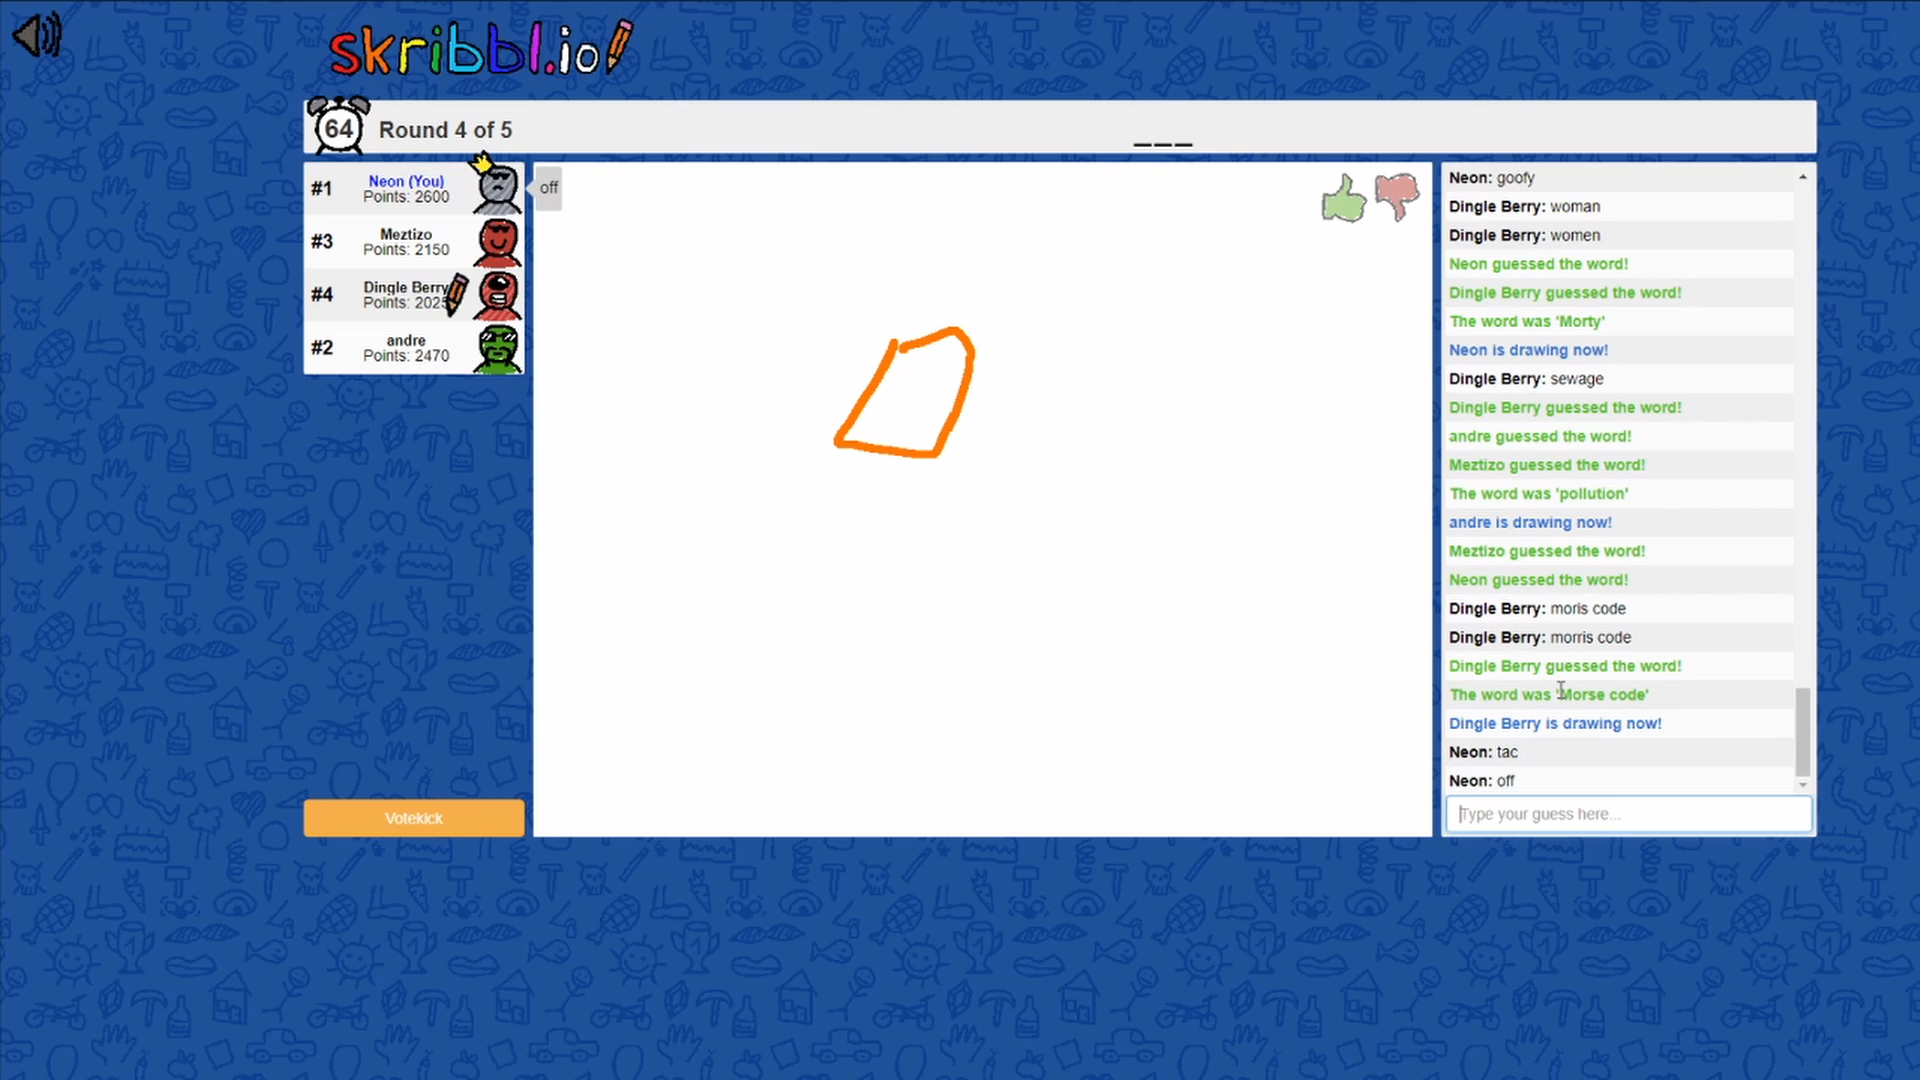 skribbl.io
64
Round 4 of 5
_ _ _
#1
Neon (You)
Points: 2600
off
#3
Meztizo
Points: 2150
#4
Dingle Berry
Points: 2025
#2
andre
Points: 2470
Votekick
Neon: goofy
Dingle Berry: woman
Dingle Berry: women
Neon guessed the word!
Dingle Berry guessed the word!
The word was 'Morty'
Neon is drawing now!
Dingle Berry: sewage
Dingle Berry guessed the word!
andre guessed the word!
Meztizo guessed the word!
The word was 'pollution'
andre is drawing now!
Meztizo guessed the word!
Neon guessed the word!
Dingle Berry: moris code
Dingle Berry: morris code
Dingle Berry guessed the word!
The word was 'Morse code'
Dingle Berry is drawing now!
Neon: tac
Neon: off
Type your guess here...